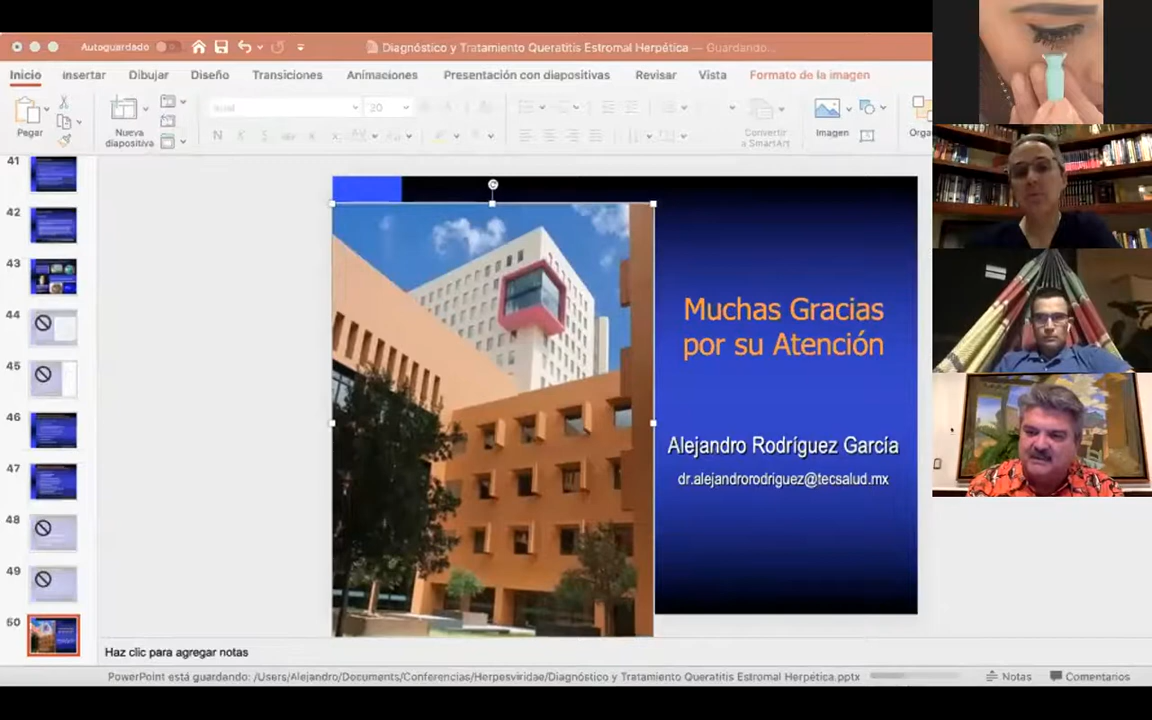 Autoguardado
Diagnóstico y Tratamiento Queratitis Estromal Herpética — Guardando...
Inicio Insertar Dibujar Diseño Transiciones Animaciones Presentación con diapositivas Revisar Vista Formato de la imagen
Pegar
Nueva
diapositiva
20
N
Convertir
a SmartArt
Imagen
41
42
43
44
45
46
47
48
49
50
Muchas Gracias
por su Atención
Alejandro Rodríguez García
dr.alejandrorodriguez@tecsalud.mx
Haz clic para agregar notas
PowerPoint está guardando: /Users/Alejandro/Documents/Conferencias/Herpesviridae/Diagnóstico y Tratamiento Queratitis Estromal Herpética.pptx
Notas Comentarios